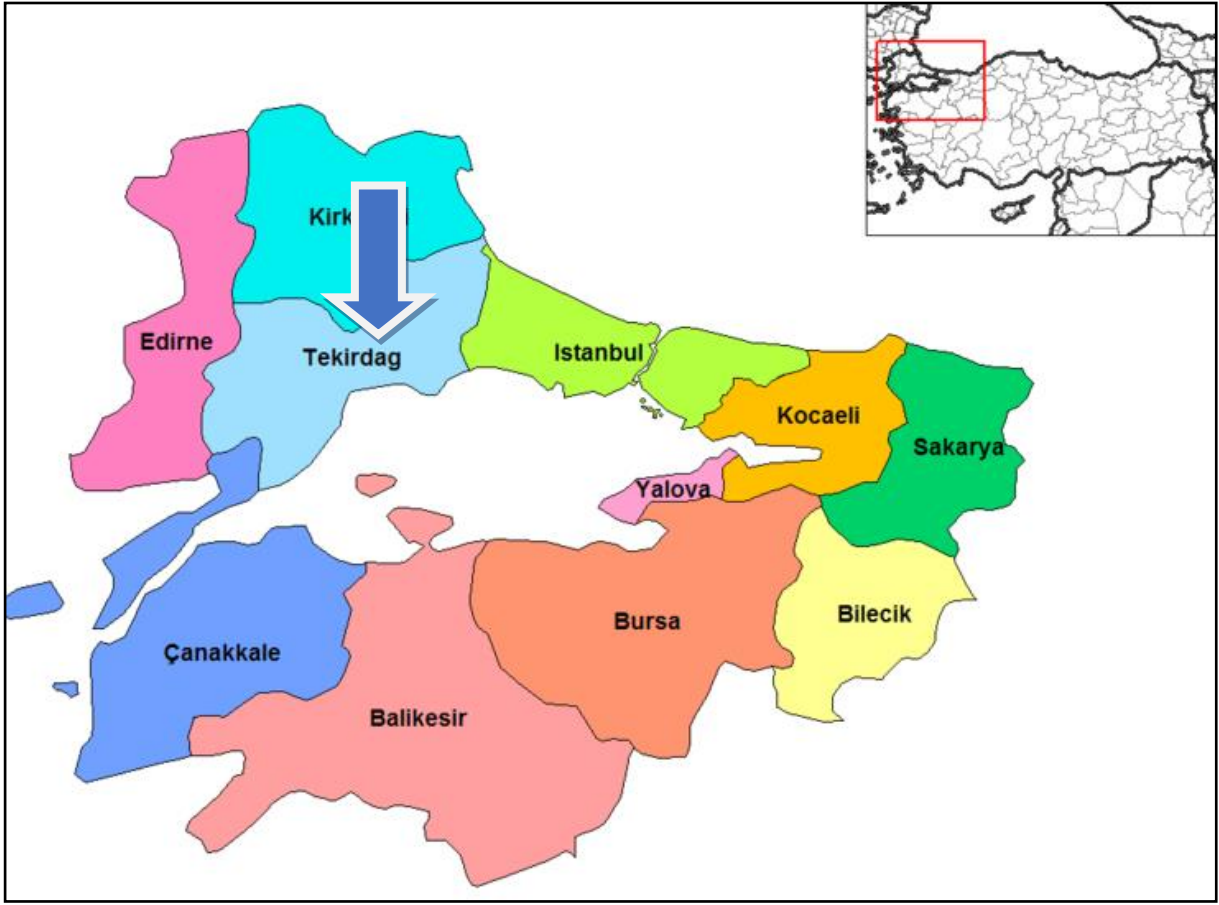 Edirne
Tekirdag
Istanbul
Kocaeli
Sakarya
Yalova
Bursa
Bilecik
Çanakkale
Balikesir